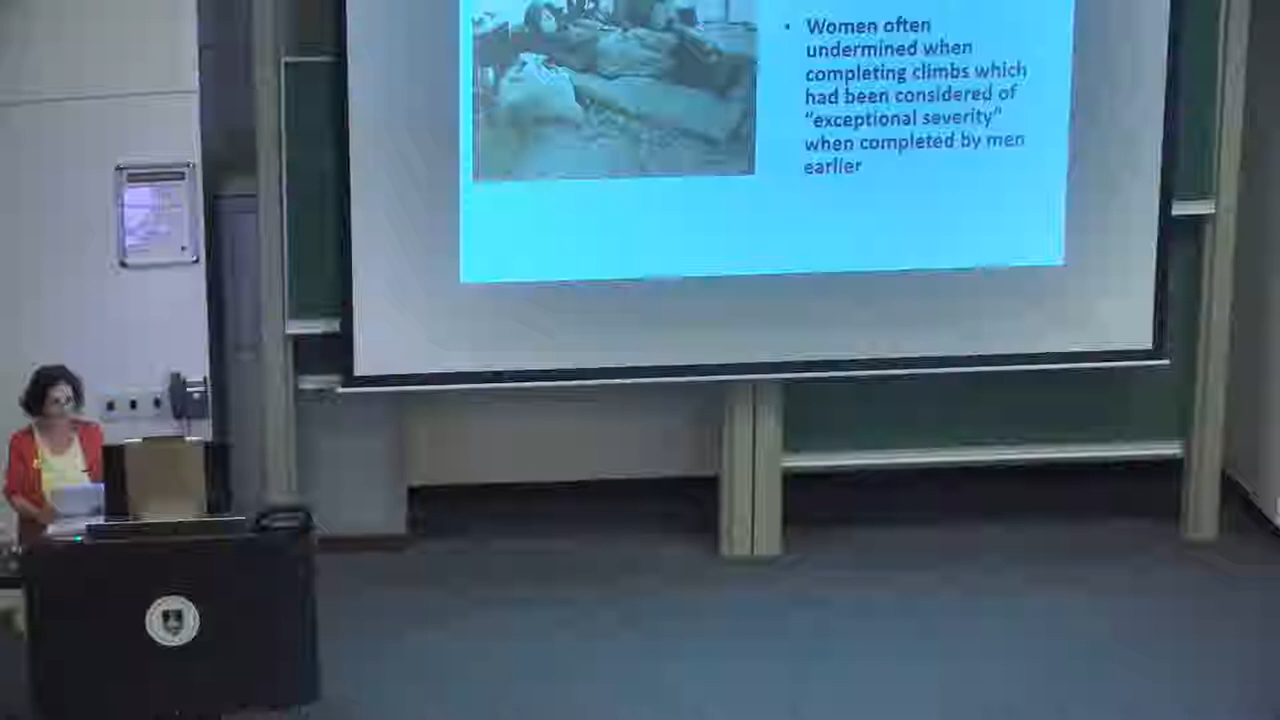 • Women often
undermined when
completing climbs which
had been considered of
“exceptional severity”
when completed by men
earlier